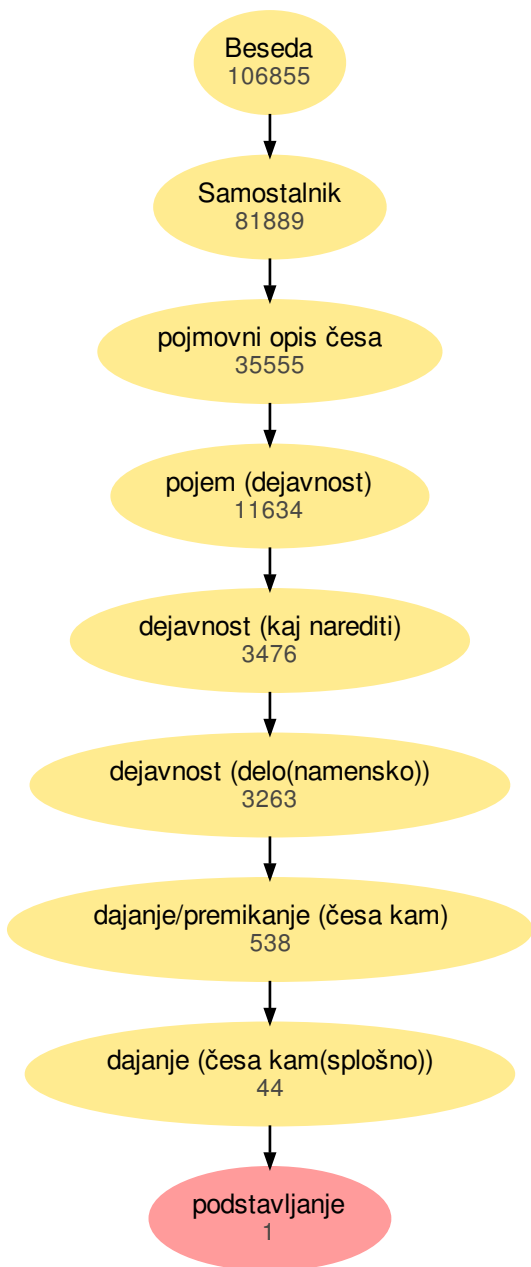 Beseda
106855
Samostalnik
81889
pojmovni opis česa
35555
pojem (dejavnost)
11634
dejavnost (kaj narediti)
3476
dejavnost (delo(namensko))
3263
dajanje/premikanje (česa kam)
538
dajanje (česa kam(splošno))
44
podstavljanje
1